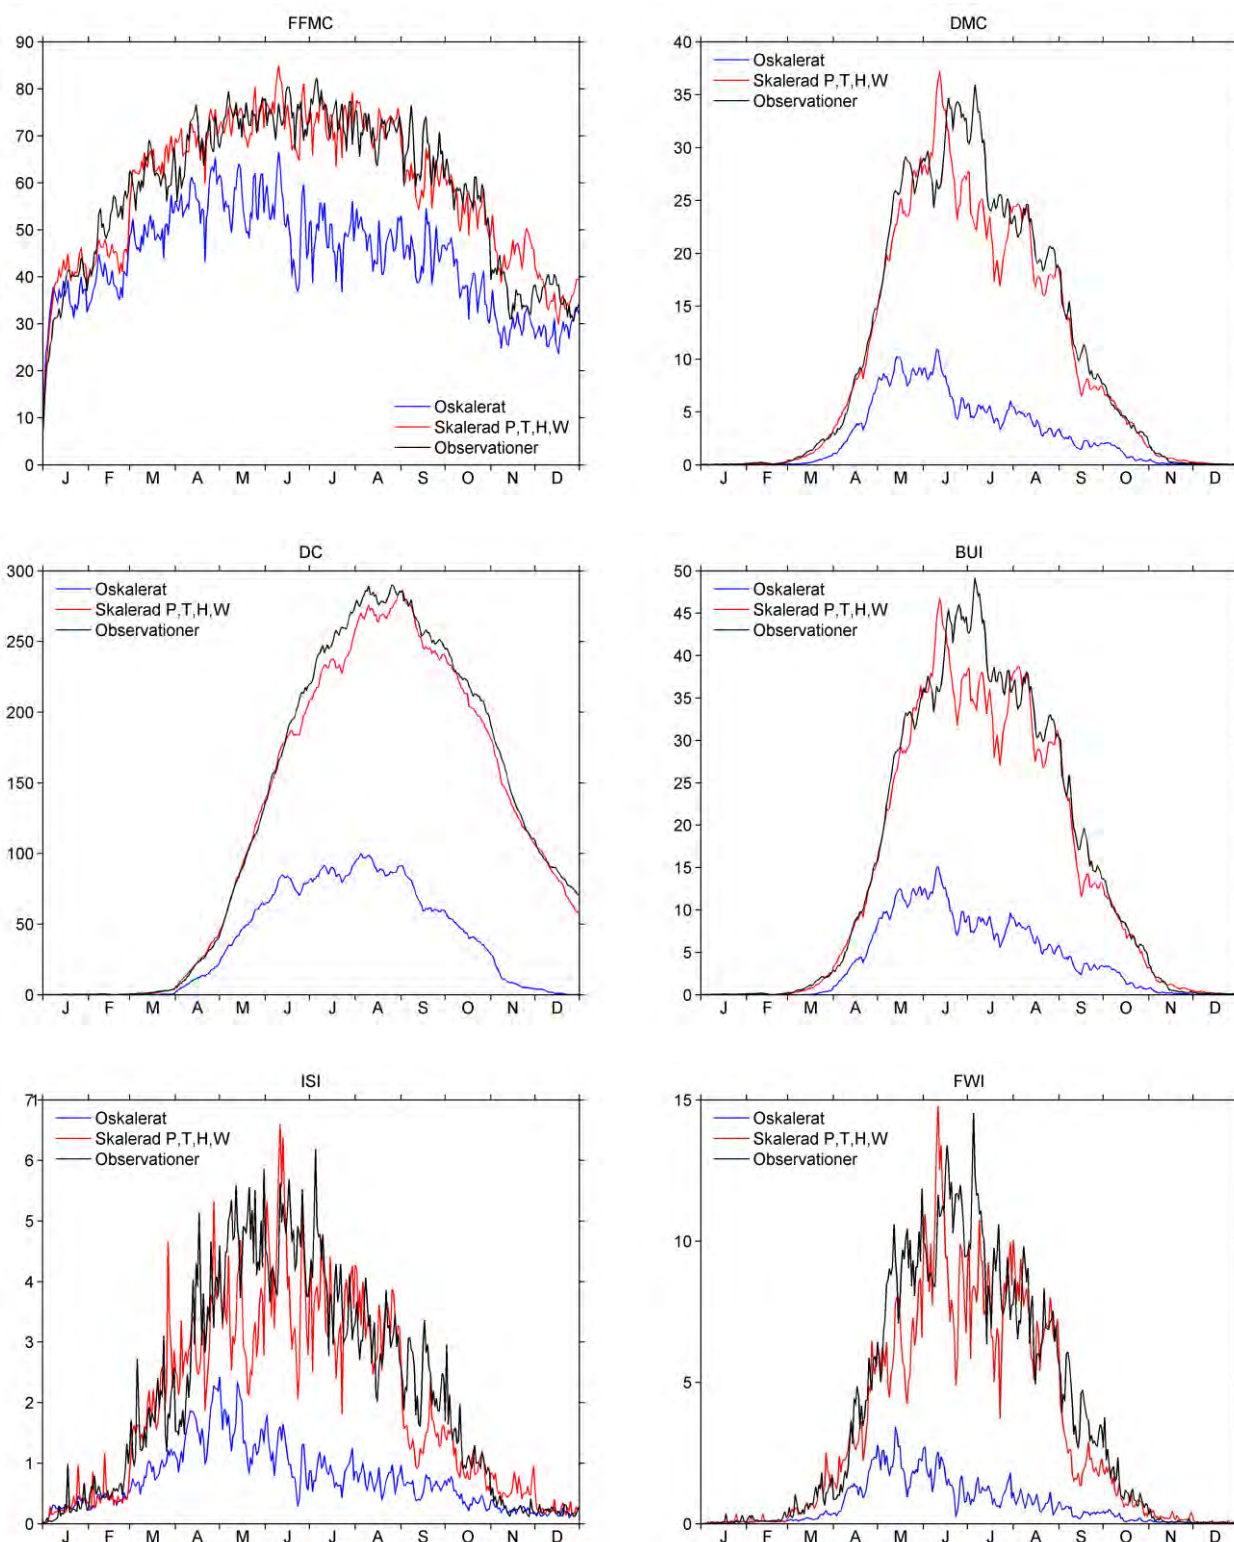 FFMC
90
80
70
60
50
40
30
20
10
0
Oskalerat
Skalerad P,T,H,W
Observationer
J F M A M J J A S O N D
DMC
40
35
30
25
20
15
10
5
0
Oskalerat
Skalerad P,T,H,W
Observationer
J F M A M J J A S O N D
DC
300
250
200
150
100
50
0
Oskalerat
Skalerad P,T,H,W
Observationer
J F M A M J J A S O N D
BUI
50
45
40
35
30
25
20
15
10
5
0
Oskalerat
Skalerad P,T,H,W
Observationer
J F M A M J J A S O N D
ISI
7
6
5
4
3
2
1
0
Oskalerat
Skalerad P,T,H,W
Observationer
J F M A M J J A S O N D
FWI
15
10
5
0
Oskalerat
Skalerad P,T,H,W
Observationer
J F M A M J J A S O N D